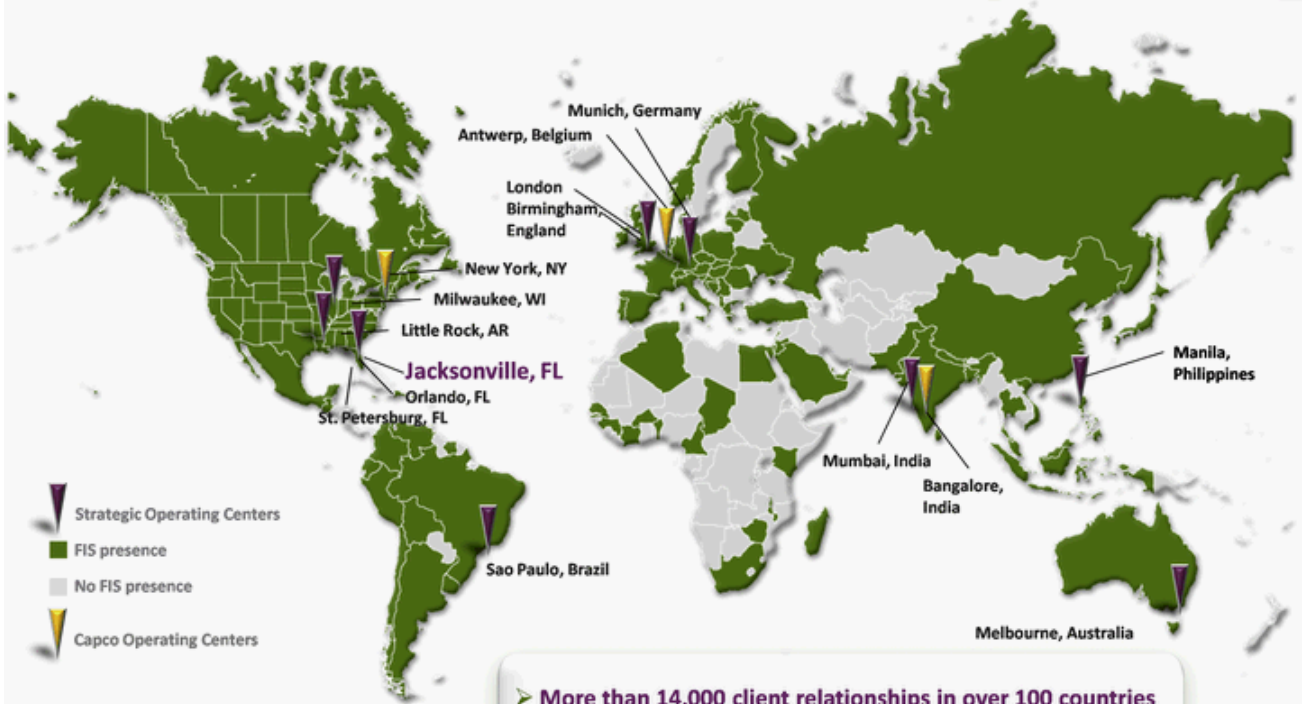 Munich, Germany
Antwerp, Belgium
London
Birmingham,
England
New York, NY
Milwaukee, WI
Little Rock, AR
Jacksonville, FL
Orlando, FL
St. Petersburg, FL
Manila,
Philippines
Mumbai, India
Bangalore,
India
Strategic Operating Centers
FIS presence
No FIS presence
Capco Operating Centers
Sao Paulo, Brazil
Melbourne, Australia
More than 14,000 client relationships in over 100 countries